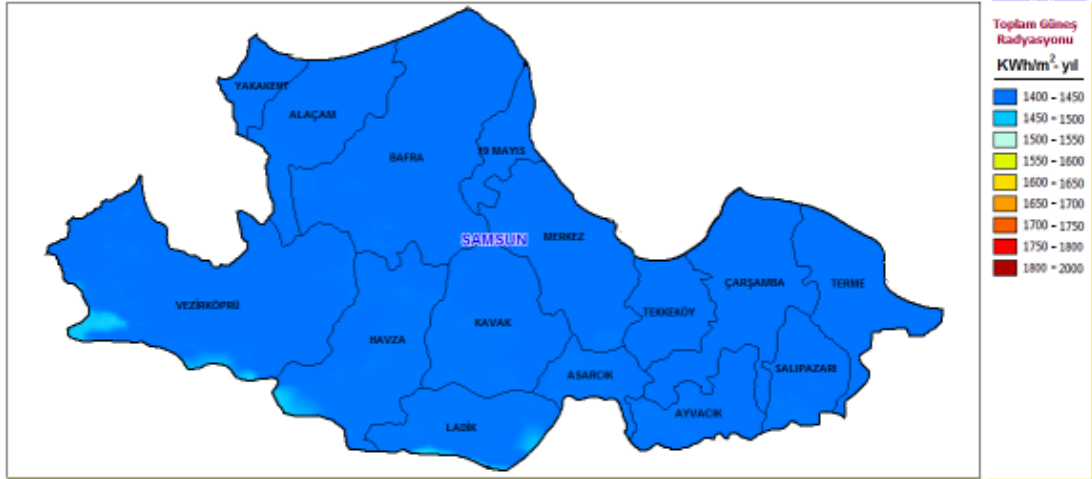 YAKAKENT
ALAÇAM
BAFRA
19 MAYIS
SAMSUN
MERKEZ
VEZİRKÖPRÜ
HAVZA
KAVAK
TEKKEKÖY
ÇARŞAMBA
TERME
ASARCIK
SALIPAZARI
LADİK
AYVACIK
Toplam Güneş
Radyasyonu
KWh/m²- yıl
1400 - 1450
1450 - 1500
1500 - 1550
1550 - 1600
1600 - 1650
1650 - 1700
1700 - 1750
1750 - 1800
1800 - 2000